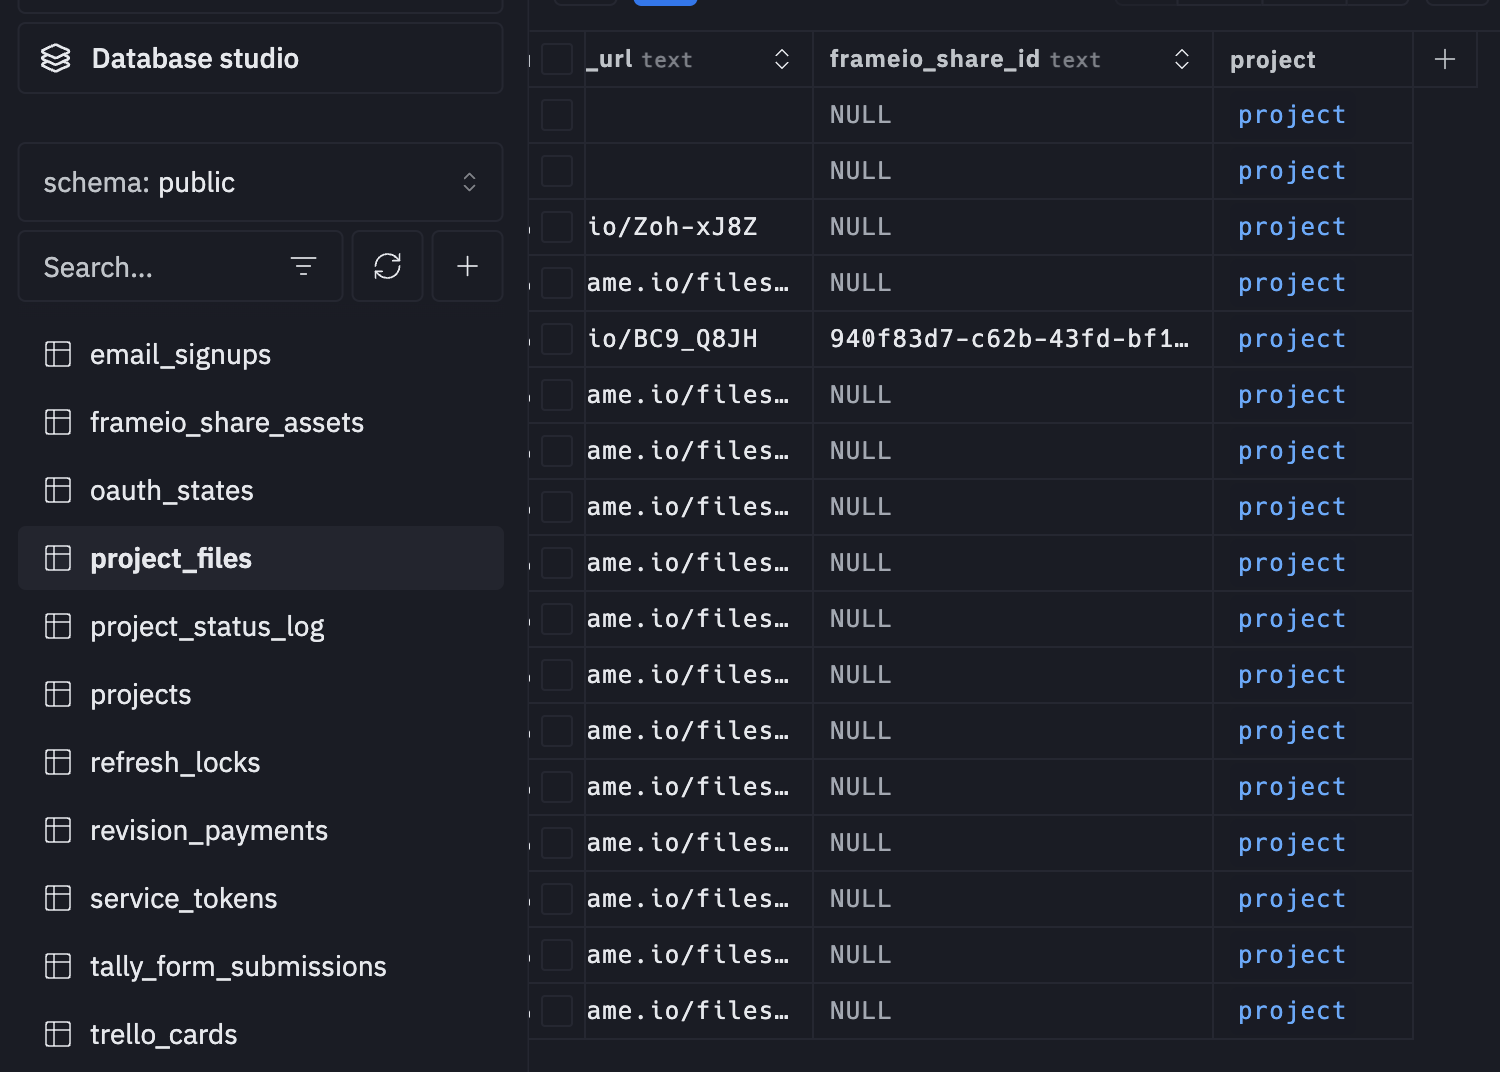 Database studio
schema: public
Search...
email_signups
frameio_share_assets
oauth_states
project_files
project_status_log
projects
refresh_locks
revision_payments
service_tokens
tally_form_submissions
trello_cards
_url text frameio_share_id text project
NULL project
NULL project
io/Zoh-xJ8Z NULL project
ame.io/files… NULL project
io/BC9_Q8JH 940f83d7-c62b-43fd-bf1… project
ame.io/files… NULL project
ame.io/files… NULL project
ame.io/files… NULL project
ame.io/files… NULL project
ame.io/files… NULL project
ame.io/files… NULL project
ame.io/files… NULL project
ame.io/files… NULL project
ame.io/files… NULL project
ame.io/files… NULL project
ame.io/files… NULL project
ame.io/files… NULL project